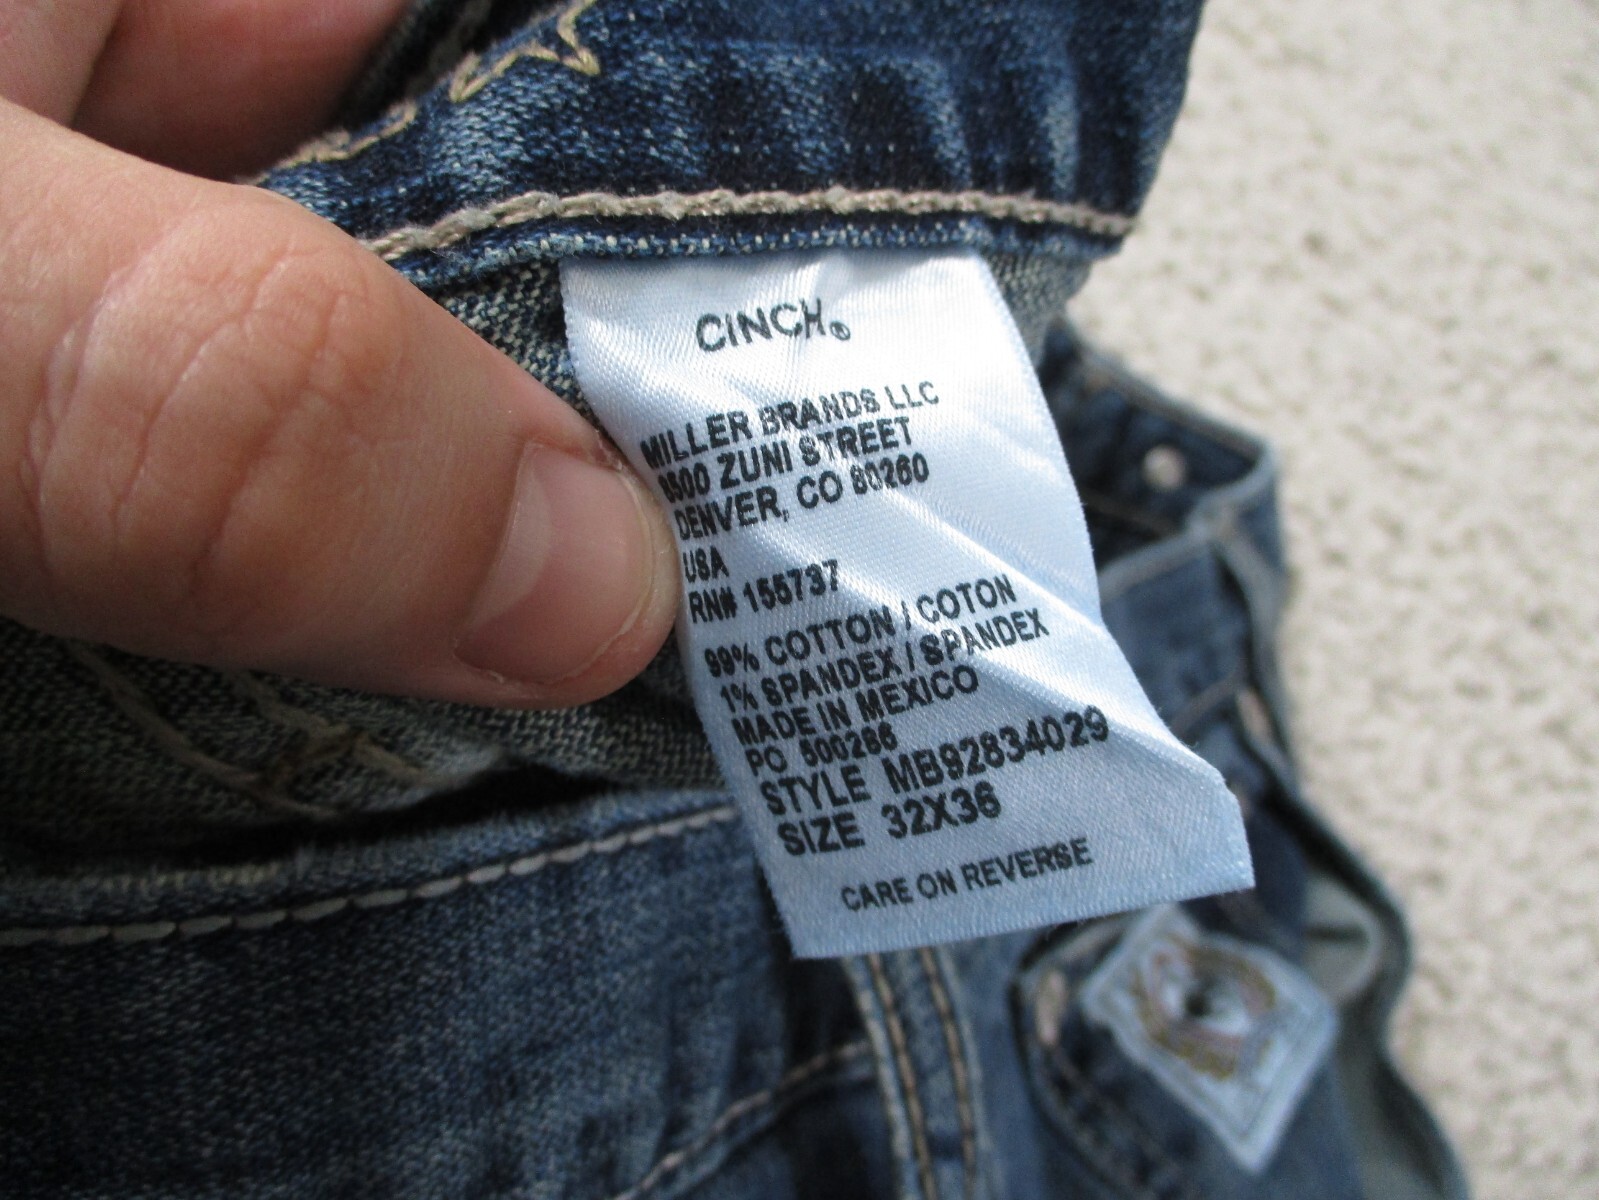 CINCH®
MILLER BRANDS LLC
8500 ZUNI STREET
DENVER, CO 80260
USA
RN# 155737
99% COTTON / COTON
1% SPANDEX / SPANDEX
MADE IN MEXICO
PO 500286
STYLE MB92834029
SIZE 32X36
CARE ON REVERSE